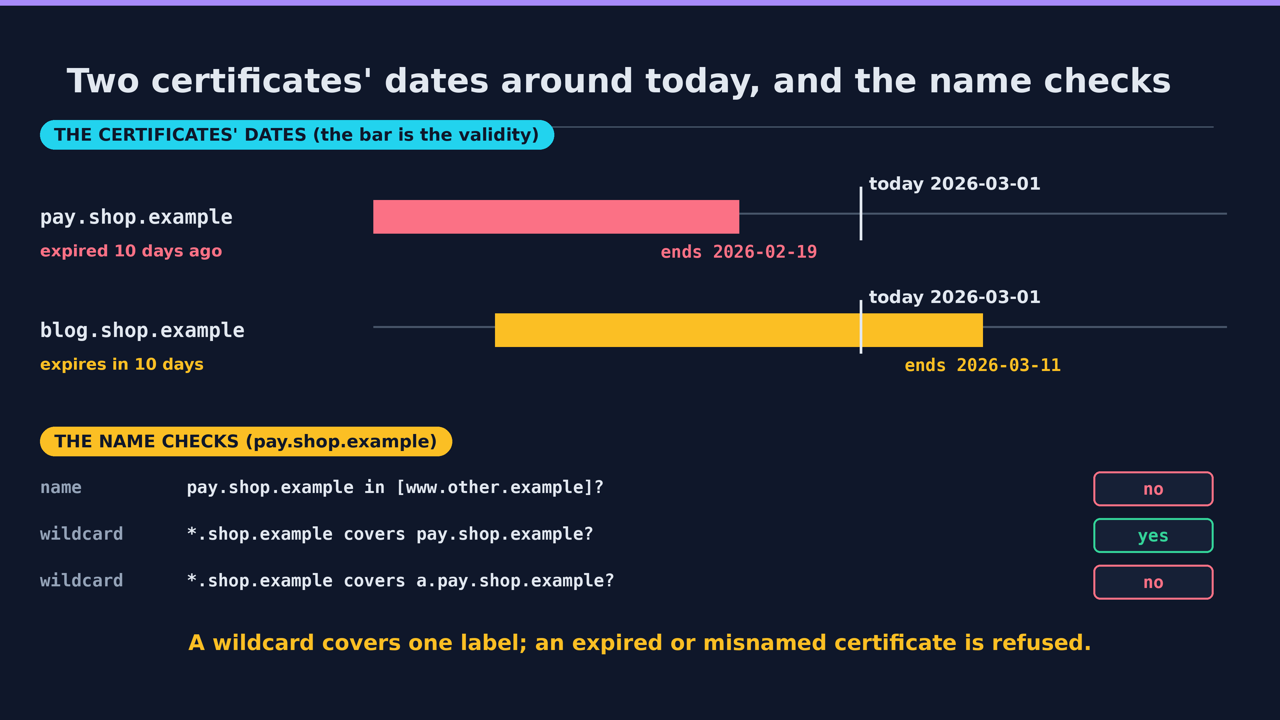 Two certificates' dates around today, and the name checks
THE CERTIFICATES' DATES (the bar is the validity)
today 2026-03-01
pay.shop.example
expired 10 days ago
ends 2026-02-19
today 2026-03-01
blog.shop.example
expires in 10 days
ends 2026-03-11
THE NAME CHECKS (pay.shop.example)
name pay.shop.example in [www.other.example]? no
wildcard *.shop.example covers pay.shop.example? yes
wildcard *.shop.example covers a.pay.shop.example? no
A wildcard covers one label; an expired or misnamed certificate is refused.